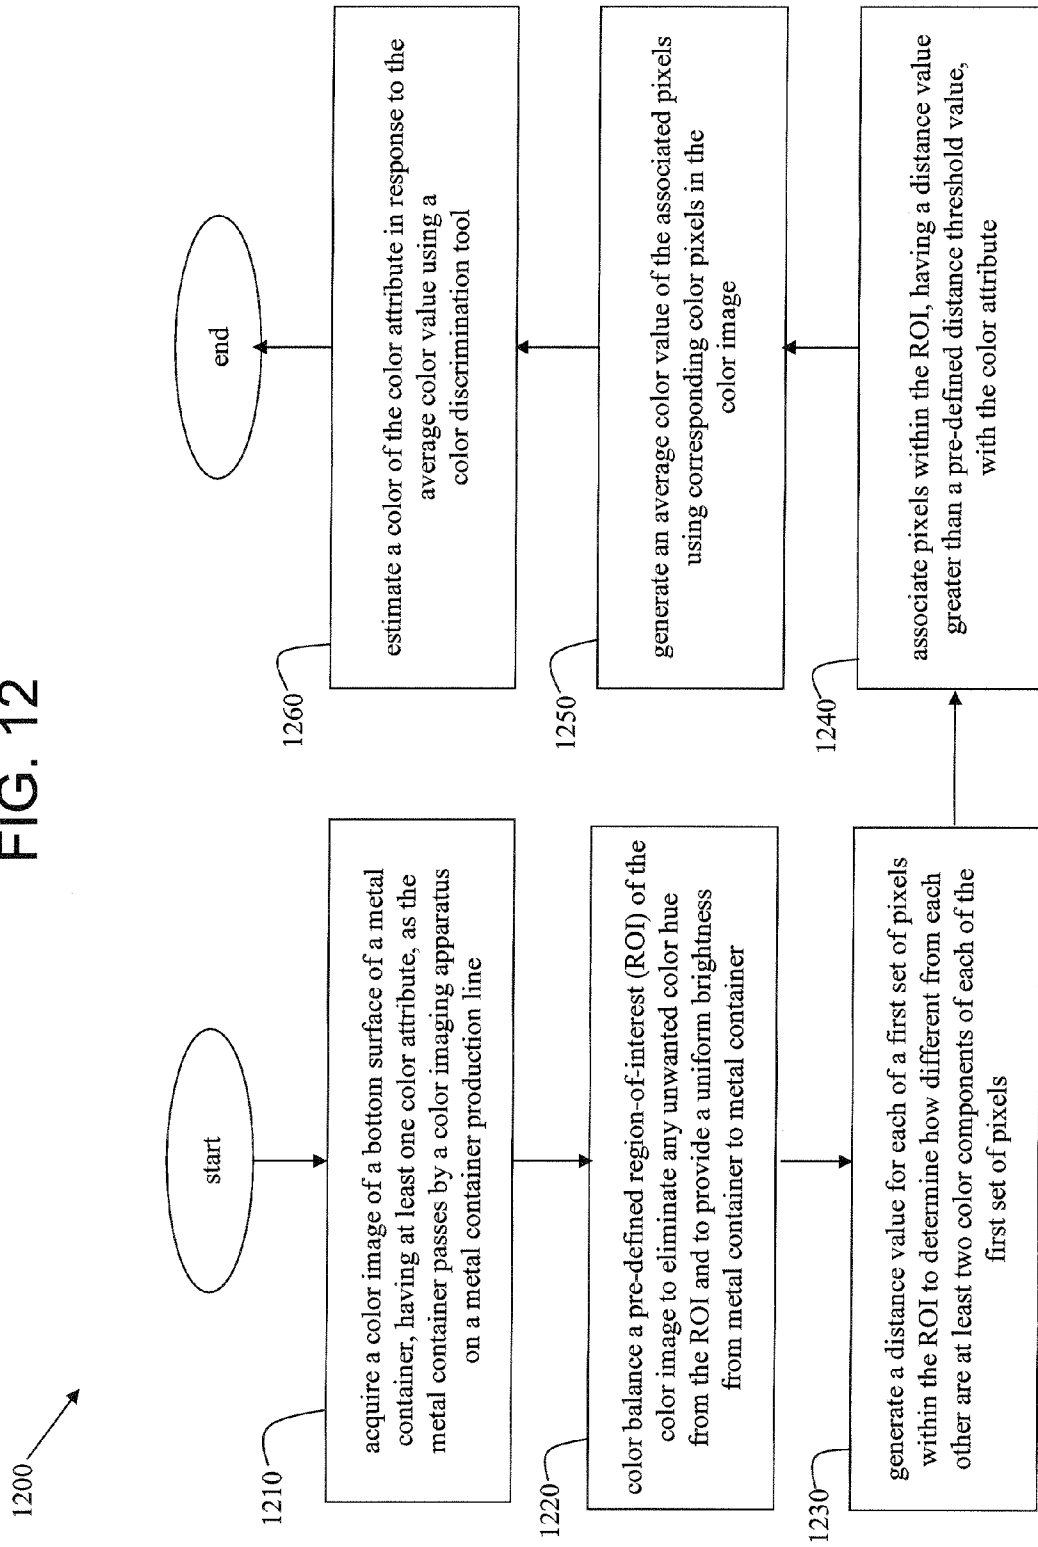 FIG. 12
1200
start
1210
acquire a color image of a bottom surface of a metal
container, having at least one color attribute, as the
metal container passes by a color imaging apparatus
on a metal container production line
1220
color balance a pre-defined region-of-interest (ROI) of the
color image to eliminate any unwanted color hue
from the ROI and to provide a uniform brightness
from metal container to metal container
1230
generate a distance value for each of a first set of pixels
within the ROI to determine how different from each
other are at least two color components of each of the
first set of pixels
1240
associate pixels within the ROI, having a distance value
greater than a pre-defined distance threshold value,
with the color attribute
1250
generate an average color value of the associated pixels
using corresponding color pixels in the
color image
1260
estimate a color of the color attribute in response to the
average color value using a
color discrimination tool
end